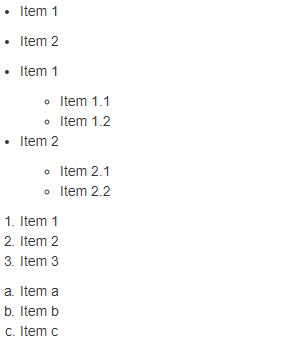 • Item 1
• Item 2
• Item 1
◦ Item 1.1
◦ Item 1.2
• Item 2
◦ Item 2.1
◦ Item 2.2
1. Item 1
2. Item 2
3. Item 3
a. Item a
b. Item b
c. Item c